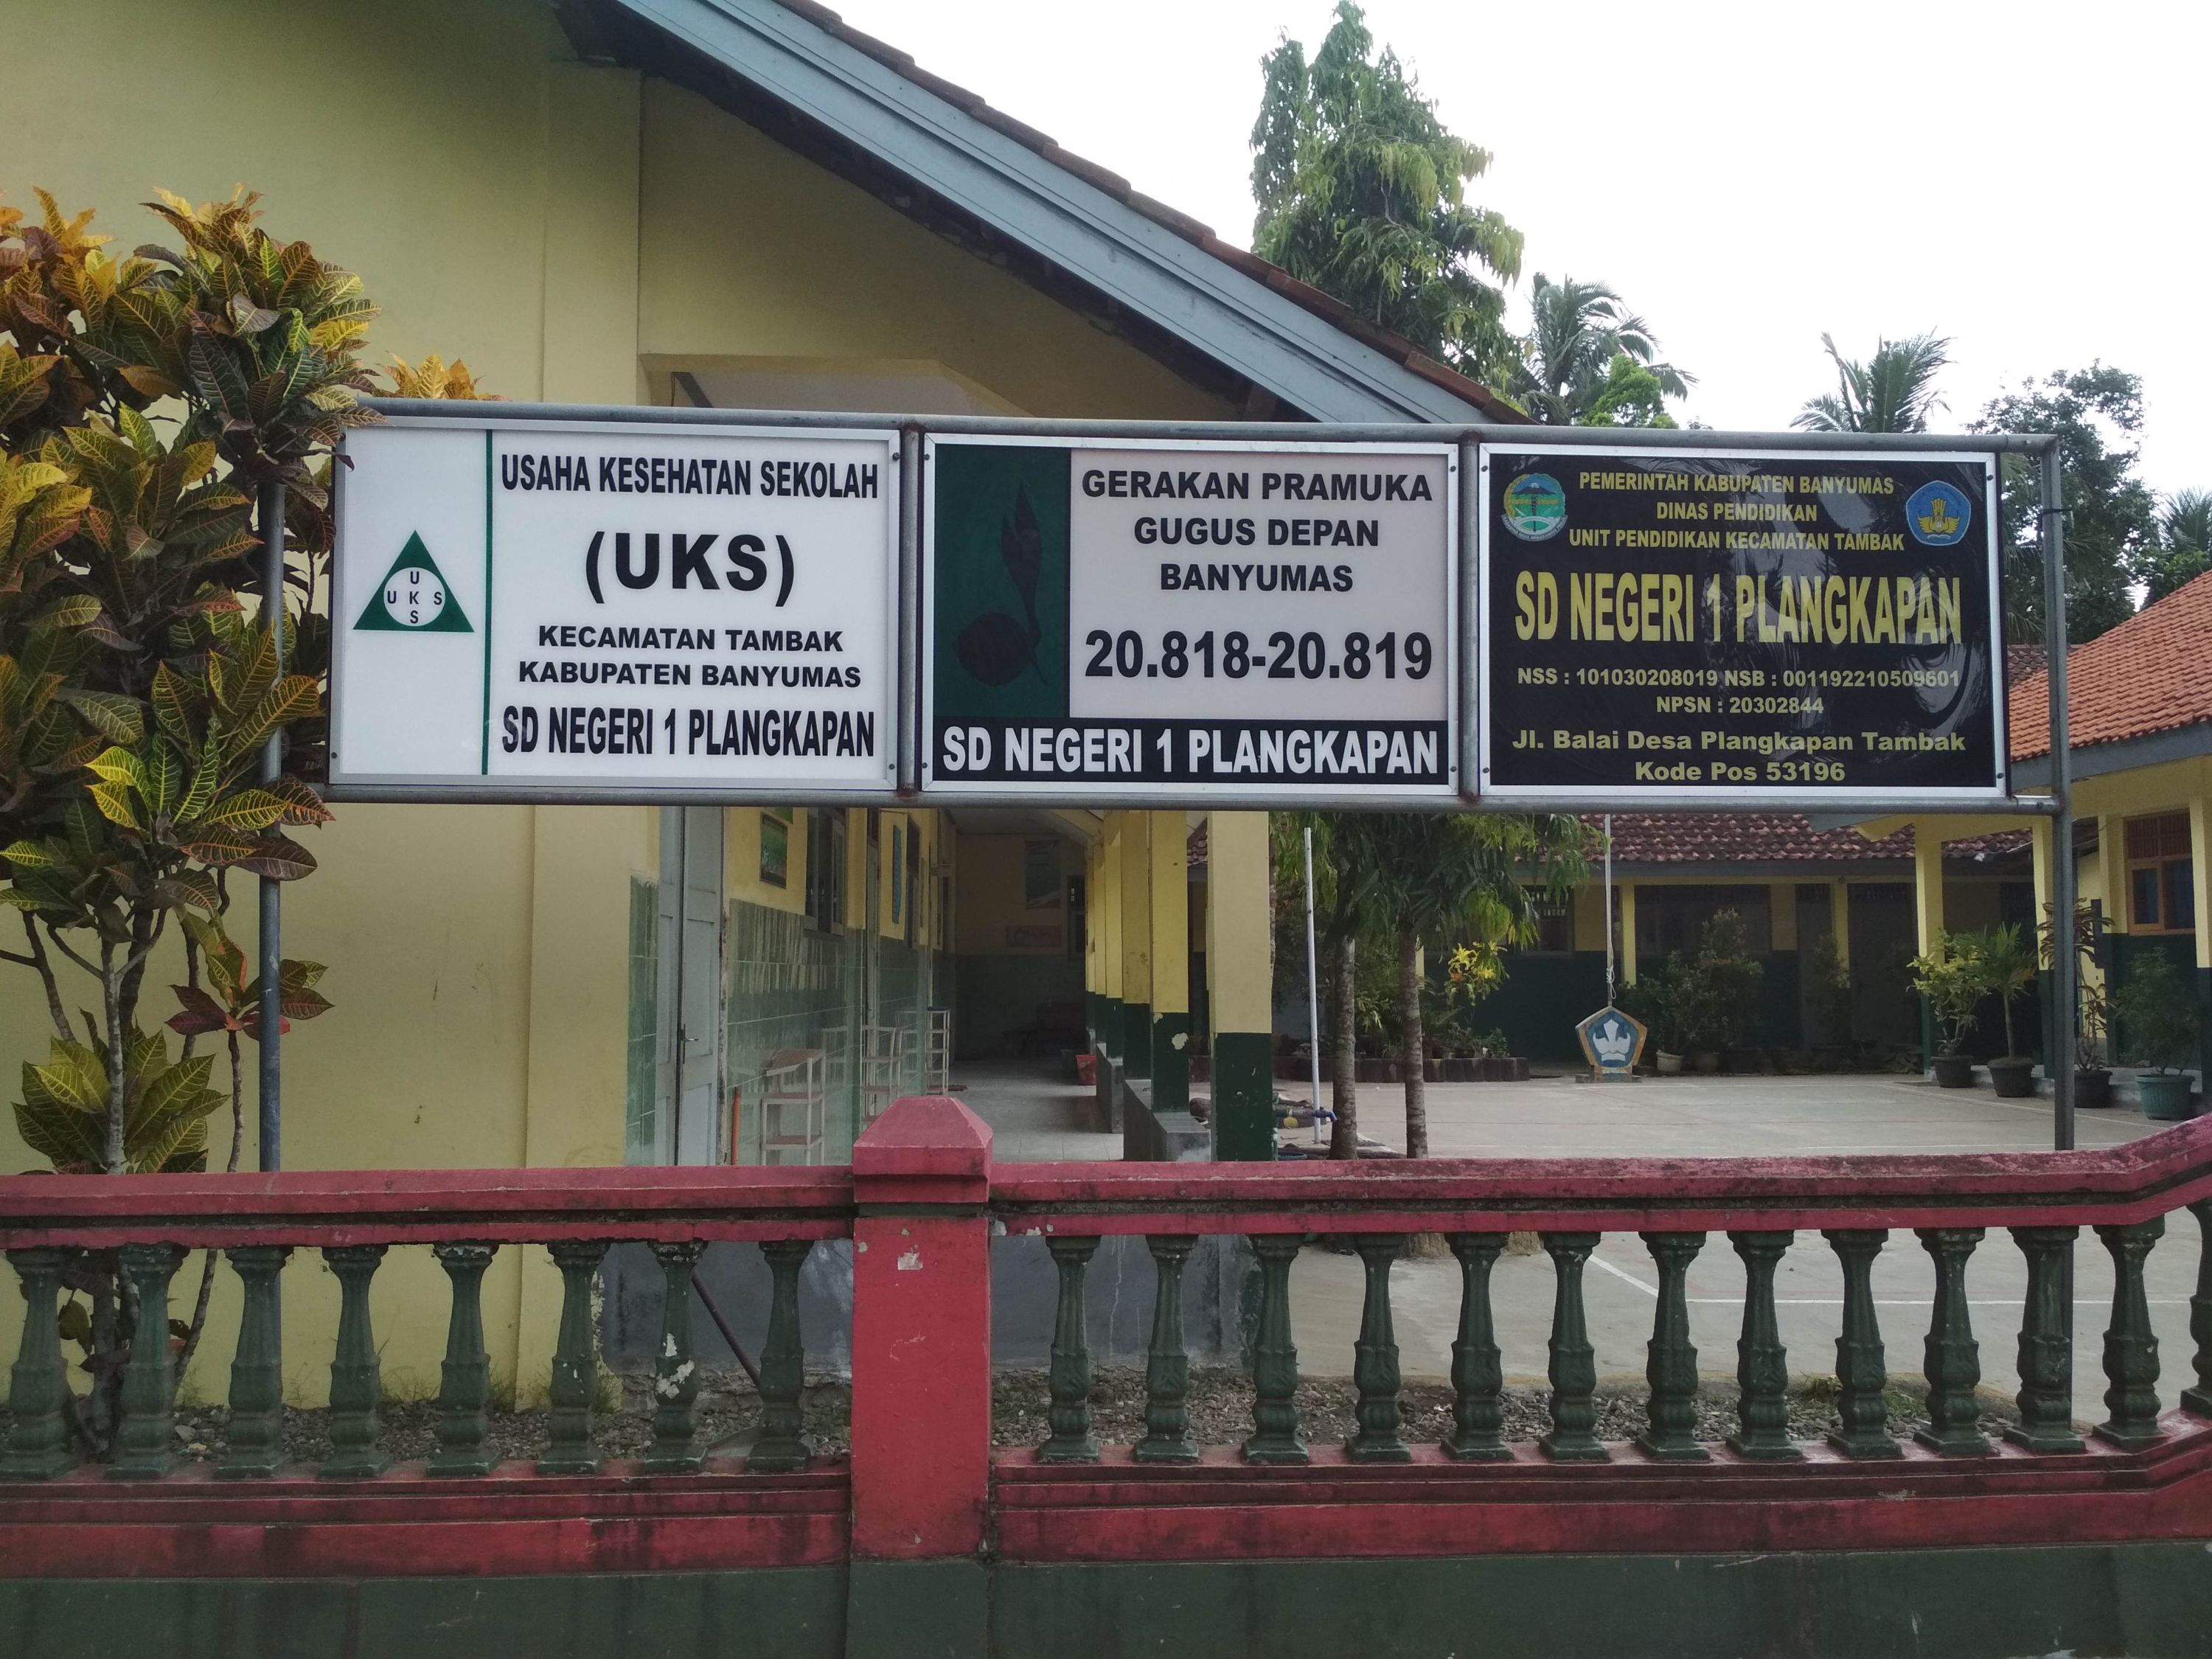 USAHA KESEHATAN SEKOLAH
(UKS)
KECAMATAN TAMBAK
KABUPATEN BANYUMAS
SD NEGERI 1 PLANGKAPAN
U
U K S
S
GERAKAN PRAMUKA
GUGUS DEPAN
BANYUMAS
20.818-20.819
SD NEGERI 1 PLANGKAPAN
PEMERINTAH KABUPATEN BANYUMAS
DINAS PENDIDIKAN
UNIT PENDIDIKAN KECAMATAN TAMBAK
SD NEGERI 1 PLANGKAPAN
NSS : 101030208019 NSB : 001192210509601
NPSN : 20302844
Jl. Balai Desa Plangkapan Tambak
Kode Pos 53196